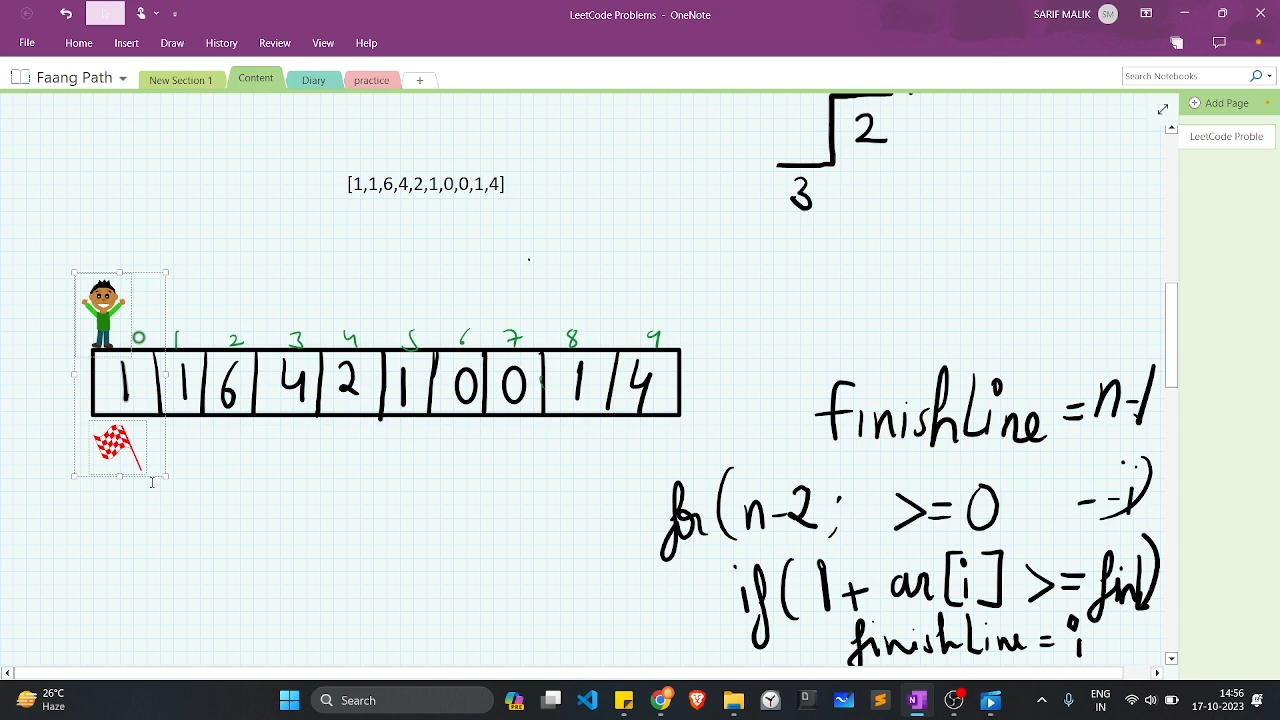 LeetCode Problems - OneNote
SARIF MALIK SM
File Home Insert Draw History Review View Help
Faang Path New Section 1 Content Diary practice +
Search Notebooks
Add Page
LeetCode Proble
2
3
[1,1,6,4,2,1,0,0,1,4]
0 1 2 3 4 5 6 7 8 9
1 1 6 4 2 1 0 0 1 4
finishLine = n-1
for(n-2; >=0 --i)
if(1+ ar[i] >= fin)
finishLine = i
26°C
Haze
Search
ENG
IN
14:56
17-10-2023